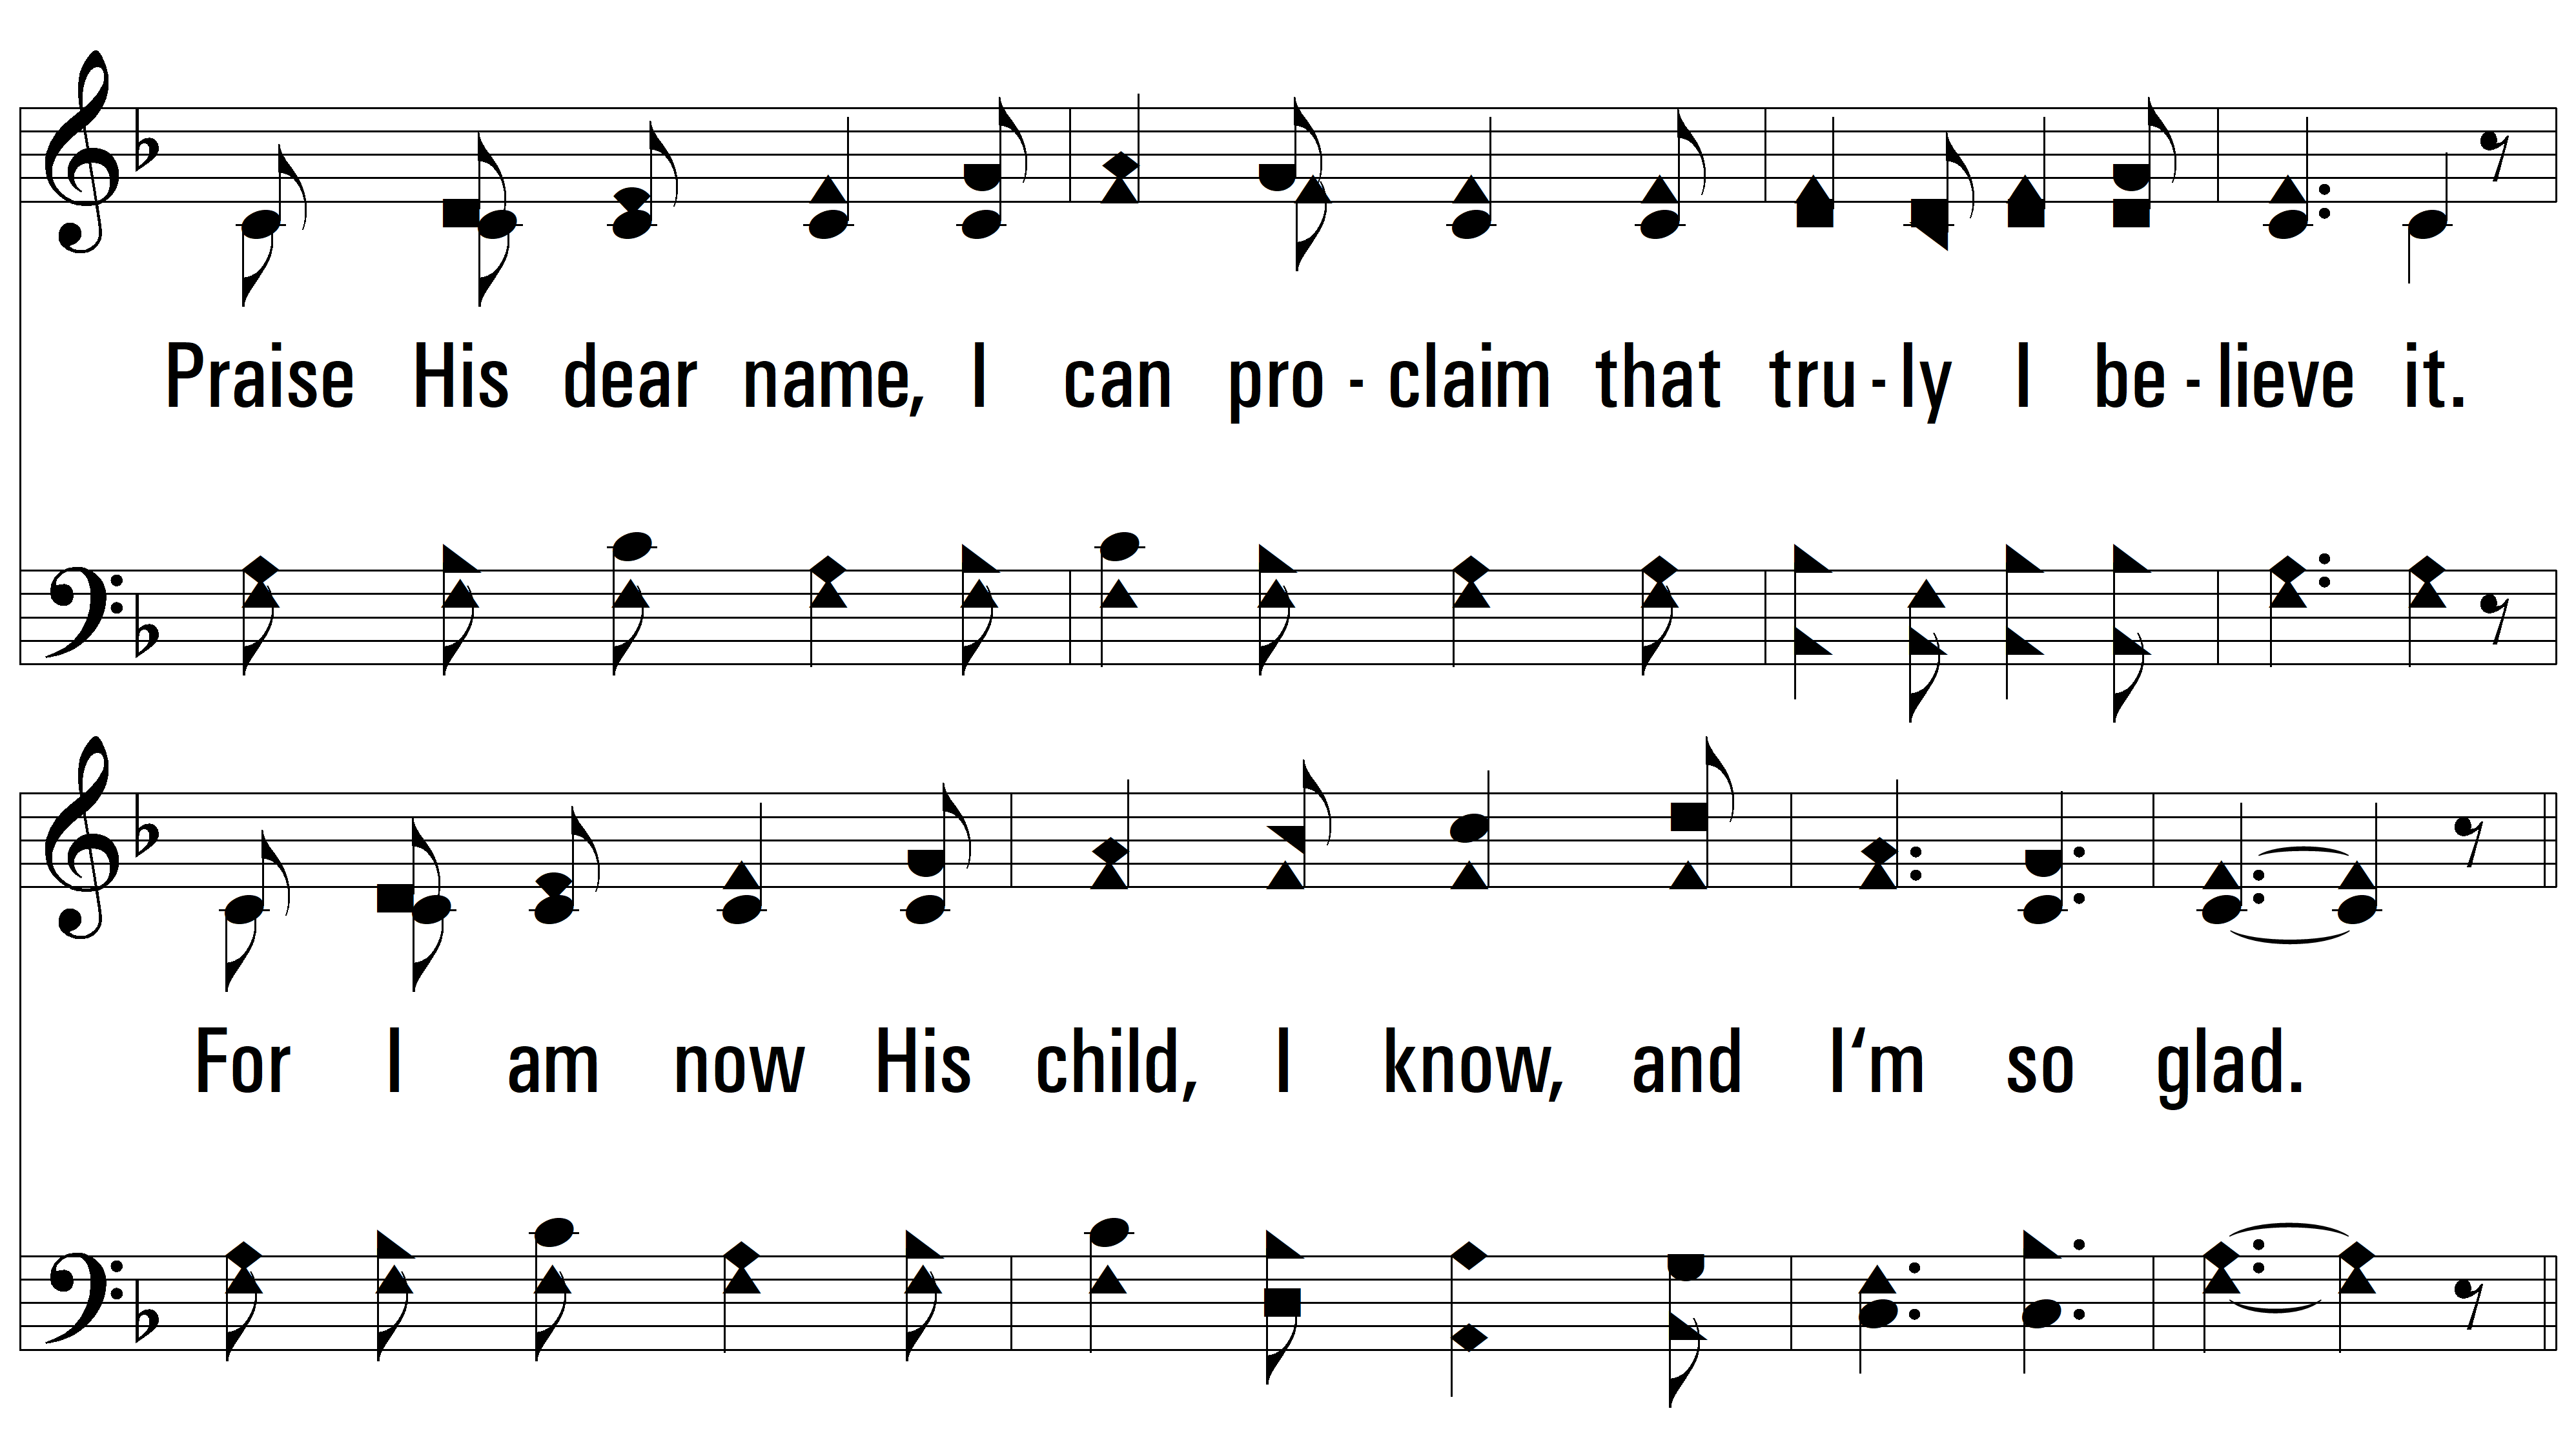 Praise His dear name, I can pro - claim that tru - ly I be - lieve it.
For I am now His child, I know, and I‘m so glad.